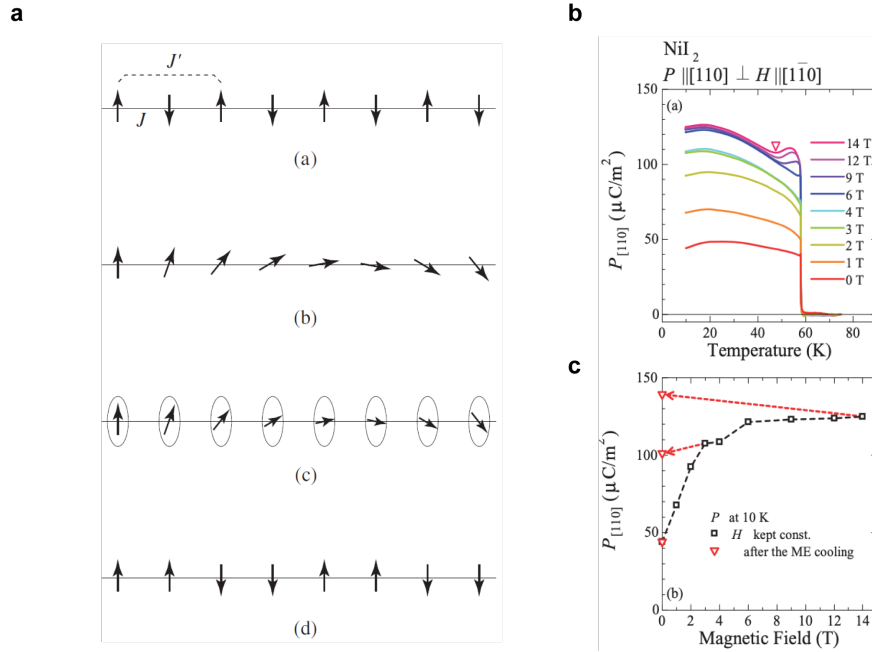 a
J'
J
(a)
(b)
(c)
(d)
b
NiI2
P ||[110] ⊥ H||[11̅0]
(a)
150
100
50
0
P[110] (μC/m2)
14 T
12 T
9 T
6 T
4 T
3 T
2 T
1 T
0 T
0 20 40 60 80
Temperature (K)
c
150
100
50
0
P[110] (μC/m2)
P at 10 K
H kept const.
after the ME cooling
(b)
0 2 4 6 8 10 12 14
Magnetic Field (T)